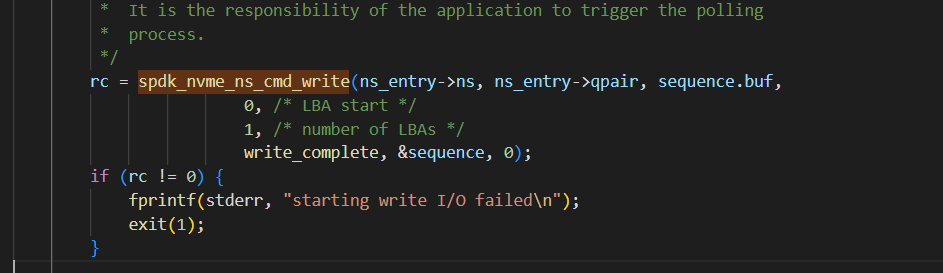 *  It is the responsibility of the application to trigger the polling
*  process.
*/
rc = spdk_nvme_ns_cmd_write(ns_entry->ns, ns_entry->qpair, sequence.buf,
0, /* LBA start */
1, /* number of LBAs */
write_complete, &sequence, 0);
if (rc != 0) {
fprintf(stderr, "starting write I/O failed\n");
exit(1);
}